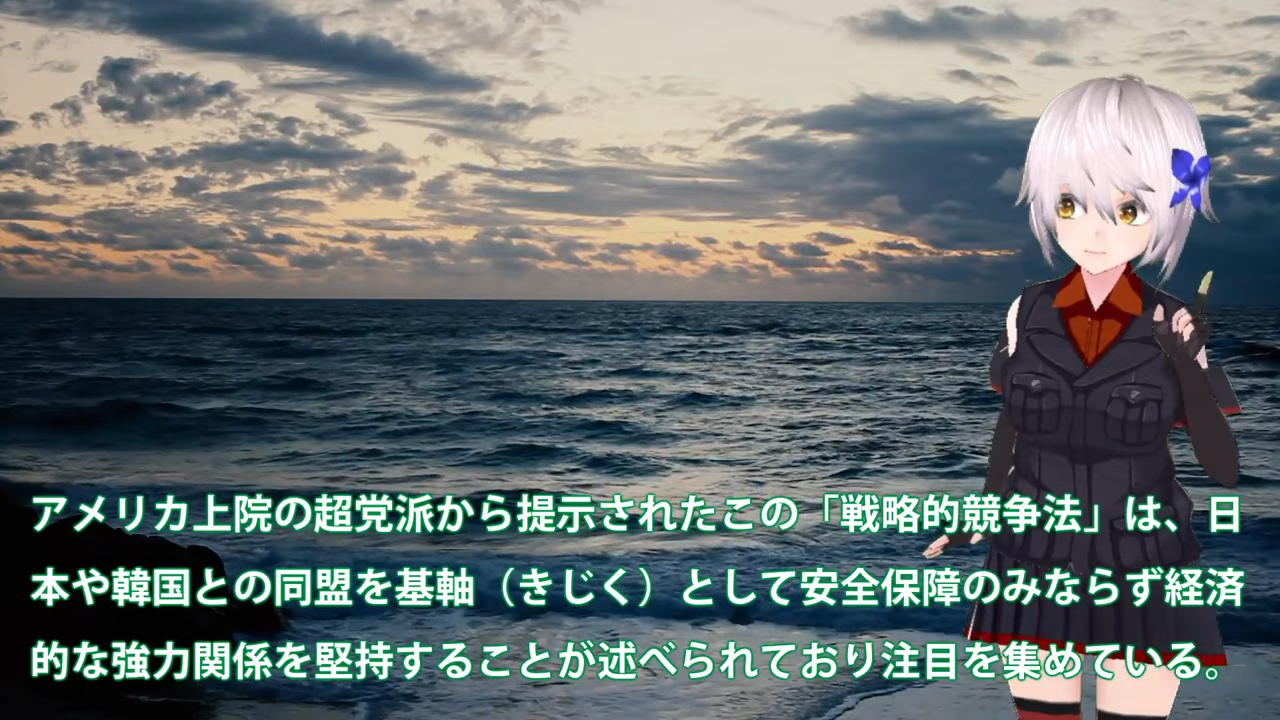 アメリカ上院の超党派から提示されたこの「戦略的競争法」は、日
本や韓国との同盟を基軸（きじく）として安全保障のみならず経済
的な強力関係を堅持することが述べられており注目を集めている。